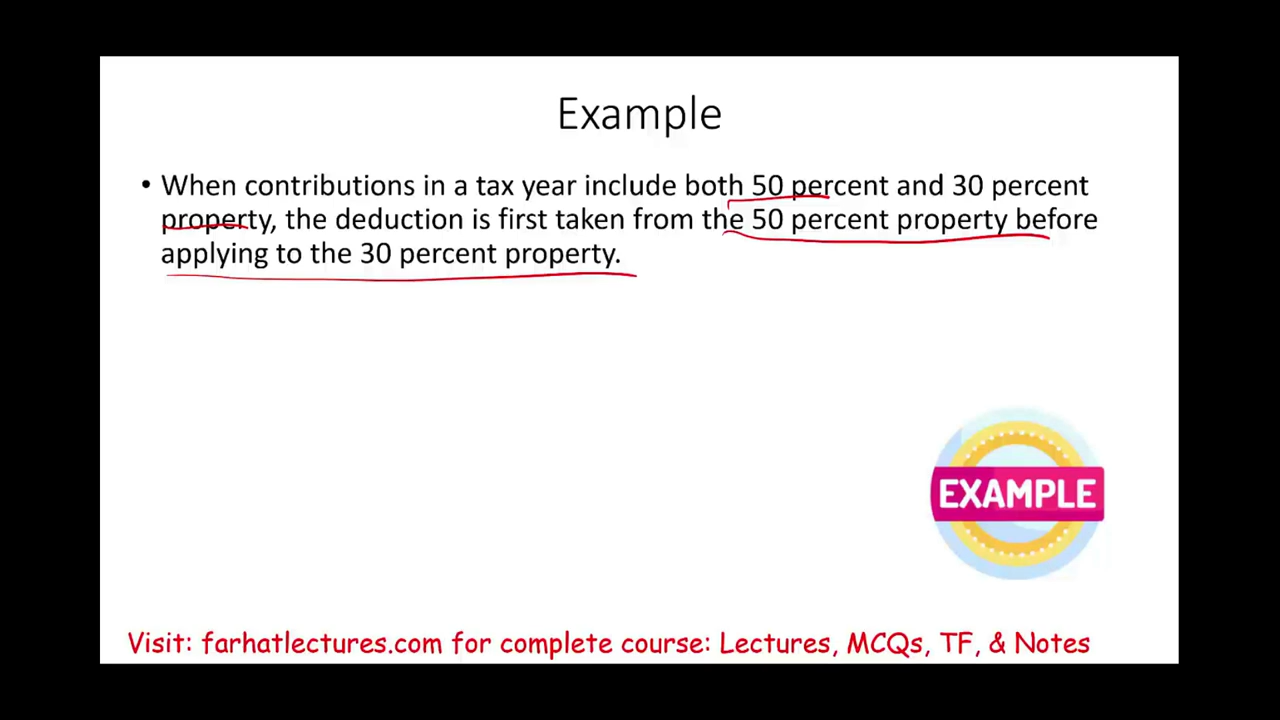 Example
• When contributions in a tax year include both 50 percent and 30 percent
property, the deduction is first taken from the 50 percent property before
applying to the 30 percent property.
EXAMPLE
Visit: farhatlectures.com for complete course: Lectures, MCQs, TF, & Notes